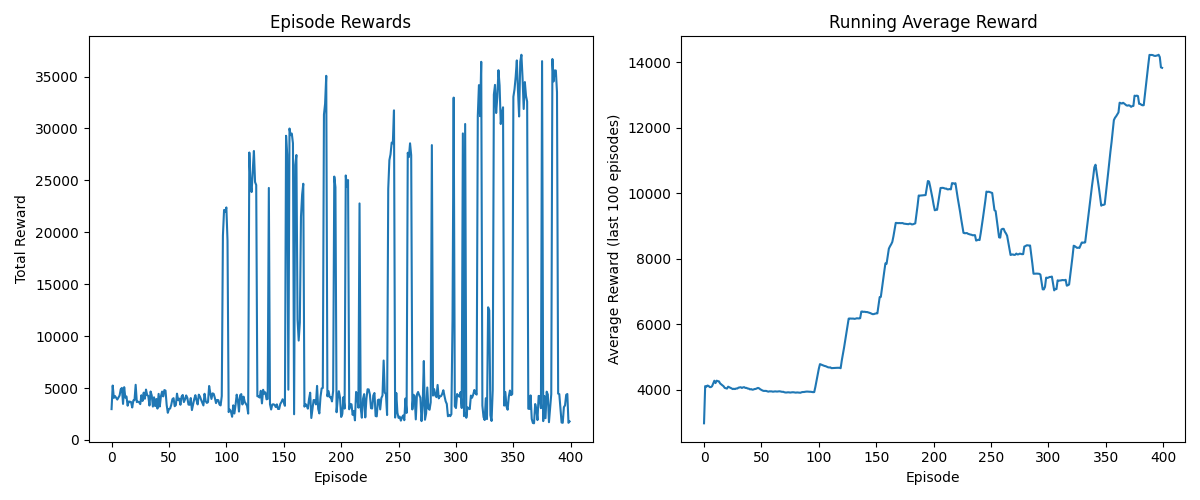 Episode Rewards
Total Reward
35000
30000
25000
20000
15000
10000
5000
0
0 50 100 150 200 250 300 350 400
Episode
Running Average Reward
Average Reward (last 100 episodes)
14000
12000
10000
8000
6000
4000
0 50 100 150 200 250 300 350 400
Episode